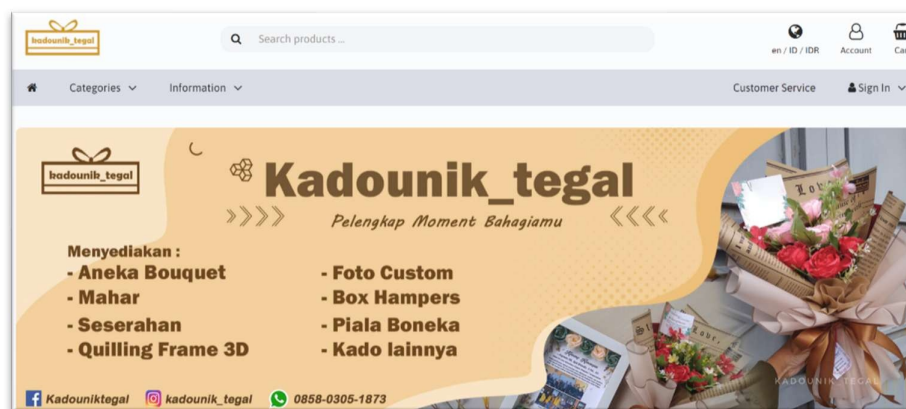 kadounik_tegal
Search products ...
en / ID / IDR
Account
Categories
Information
Customer Service
Sign In
kadounik_tegal
Kadounik_tegal
Pelengkap Moment Bahagiamu
Menyediakan :
- Aneka Bouquet
- Mahar
- Seserahan
- Quilling Frame 3D
- Foto Custom
- Box Hampers
- Piala Boneka
- Kado lainnya
Kadouniktegal
kadounik_tegal
0858-0305-1873
KADOUNIK_TEGAL